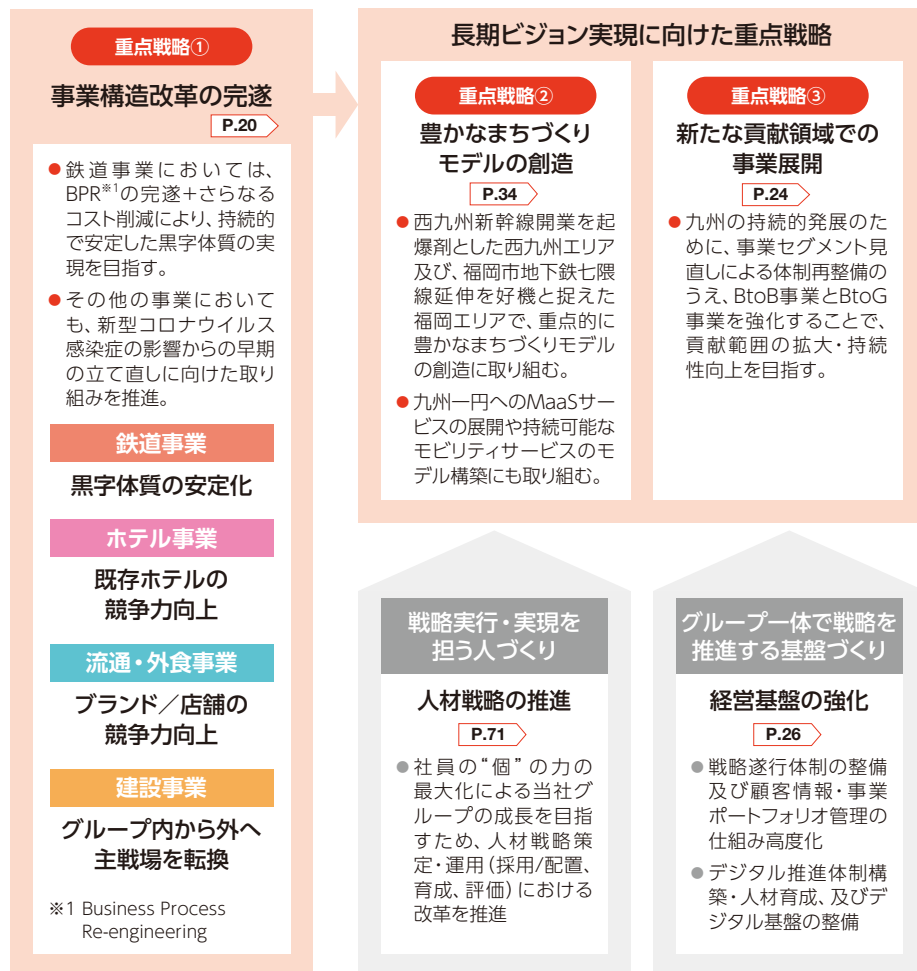 重点戦略①
事業構造改革の完遂
P.20
●鉄道事業においては、
BPR※1の完遂+さらなる
コスト削減により、持続的
で安定した黒字体質の実
現を目指す。
●その他の事業において
も、新型コロナウイルス
感染症の影響からの早期
の立て直しに向けた取り
組みを推進。
鉄道事業
黒字体質の安定化
ホテル事業
既存ホテルの
競争力向上
流通・外食事業
ブランド／店舗の
競争力向上
建設事業
グループ内から外へ
主戦場を転換
※1 Business Process
Re-engineering
長期ビジョン実現に向けた重点戦略
重点戦略②
豊かなまちづくり
モデルの創造
P.34
●西九州新幹線開業を起
爆剤とした西九州エリア
及び、福岡市地下鉄七隈
線延伸を好機と捉えた
福岡エリアで、重点的に
豊かなまちづくりモデル
の創造に取り組む。
●九州一円へのMaaSサー
ビスの展開や持続可能な
モビリティサービスのモ
デル構築にも取り組む。
重点戦略③
新たな貢献領域での
事業展開
P.24
●九州の持続的発展のた
めに、事業セグメント見
直しによる体制再整備の
うえ、BtoB事業とBtoG
事業を強化することで、
貢献範囲の拡大・持続
性向上を目指す。
戦略実行・実現を
担う人づくり
人材戦略の推進
P.71
●社員の“個”の力の
最大化による当社グ
ループの成長を目指
すため、人材戦略策
定・運用（採用/配置、
育成、評価）における
改革を推進
グループ一体で戦略を
推進する基盤づくり
経営基盤の強化
P.26
●戦略遂行体制の整備
及び顧客情報・事業
ポートフォリオ管理の
仕組み高度化
●デジタル推進体制構
築・人材育成、及びデ
ジタル基盤の整備